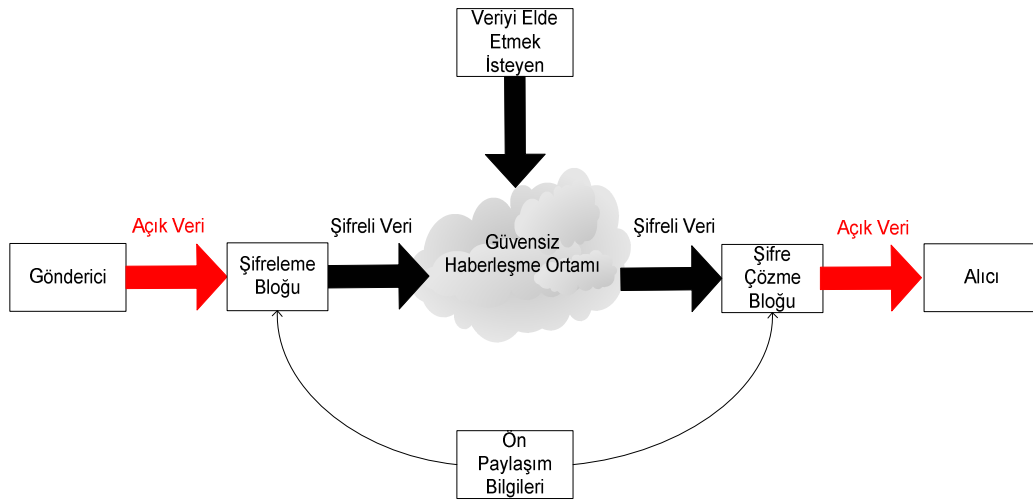 Veriyi Elde
Etmek
İsteyen
Açık Veri
Şifreli Veri
Şifreli Veri
Açık Veri
Gönderici
Şifreleme
Bloğu
Güvensiz
Haberleşme Ortamı
Şifre
Çözme
Bloğu
Alıcı
Ön
Paylaşım
Bilgileri